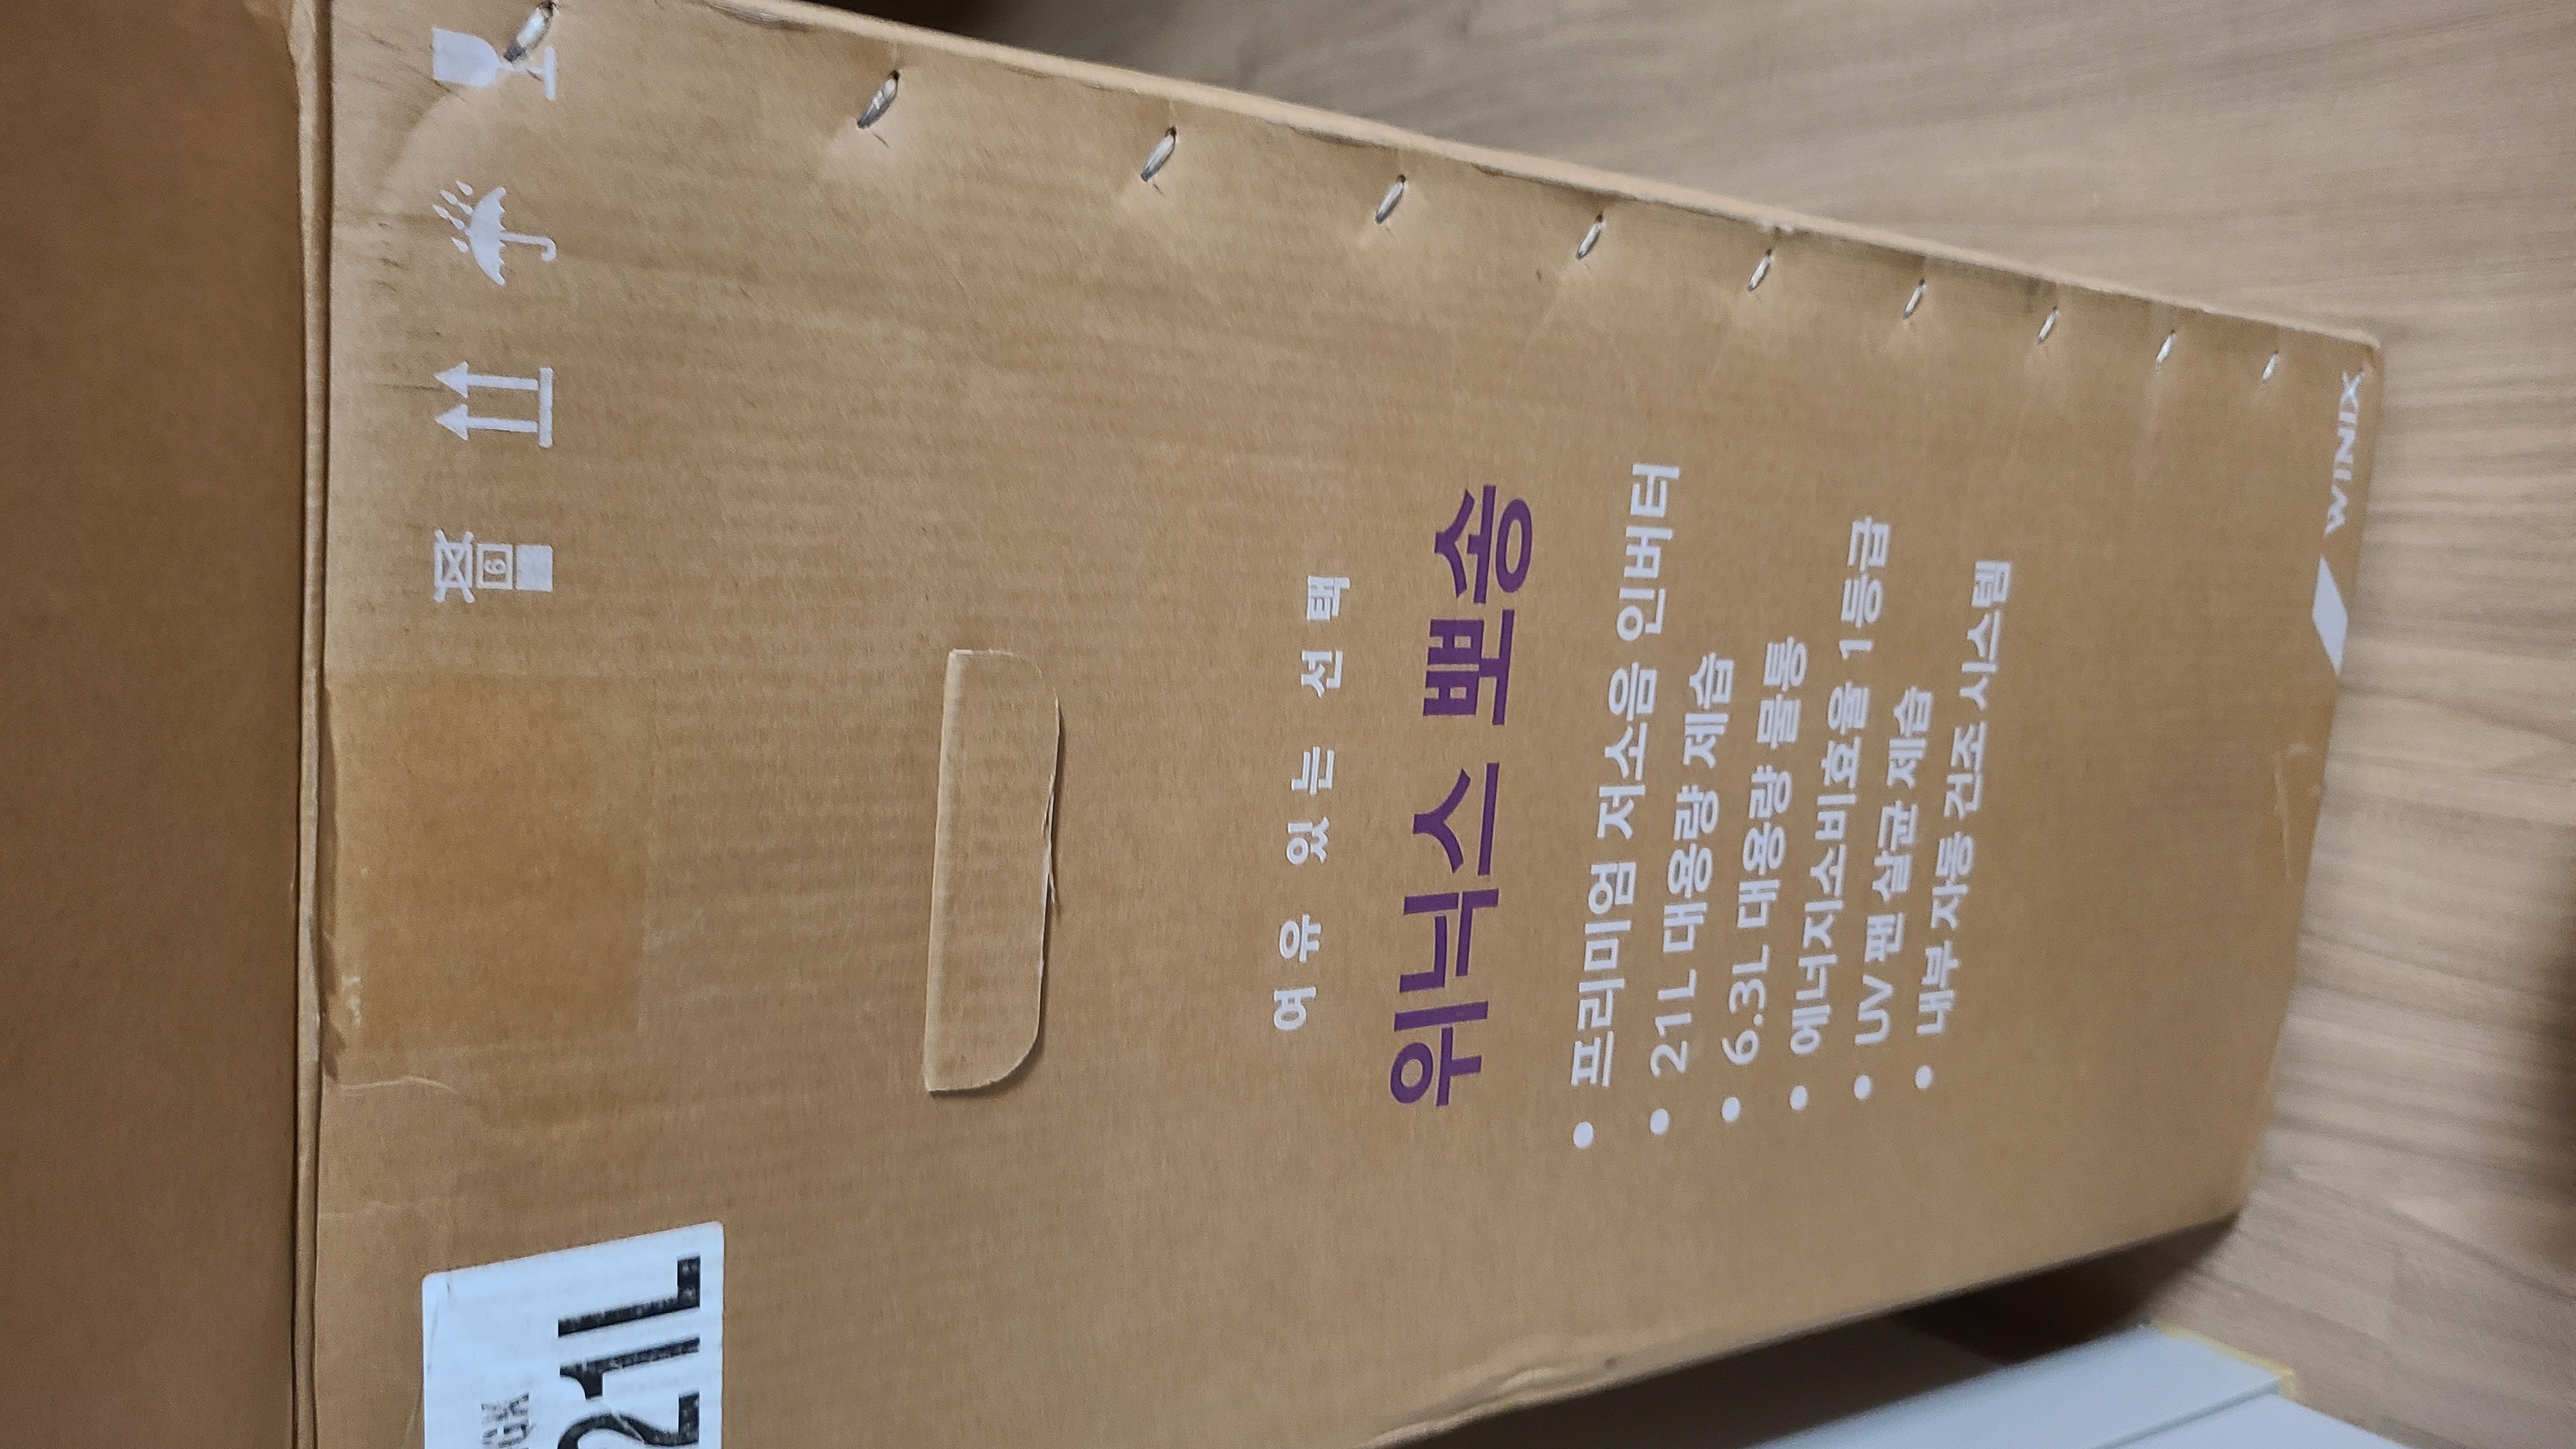 6
여유 있는 선택
위닉스 뽀송
• 프리미엄 저소음 인버터
• 21L 대용량 제습
• 6.3L 대용량 물통
• 에너지소비효율 1등급
• UV 팬 살균 제습
• 내부 자동 건조 시스템
WINIX
21L